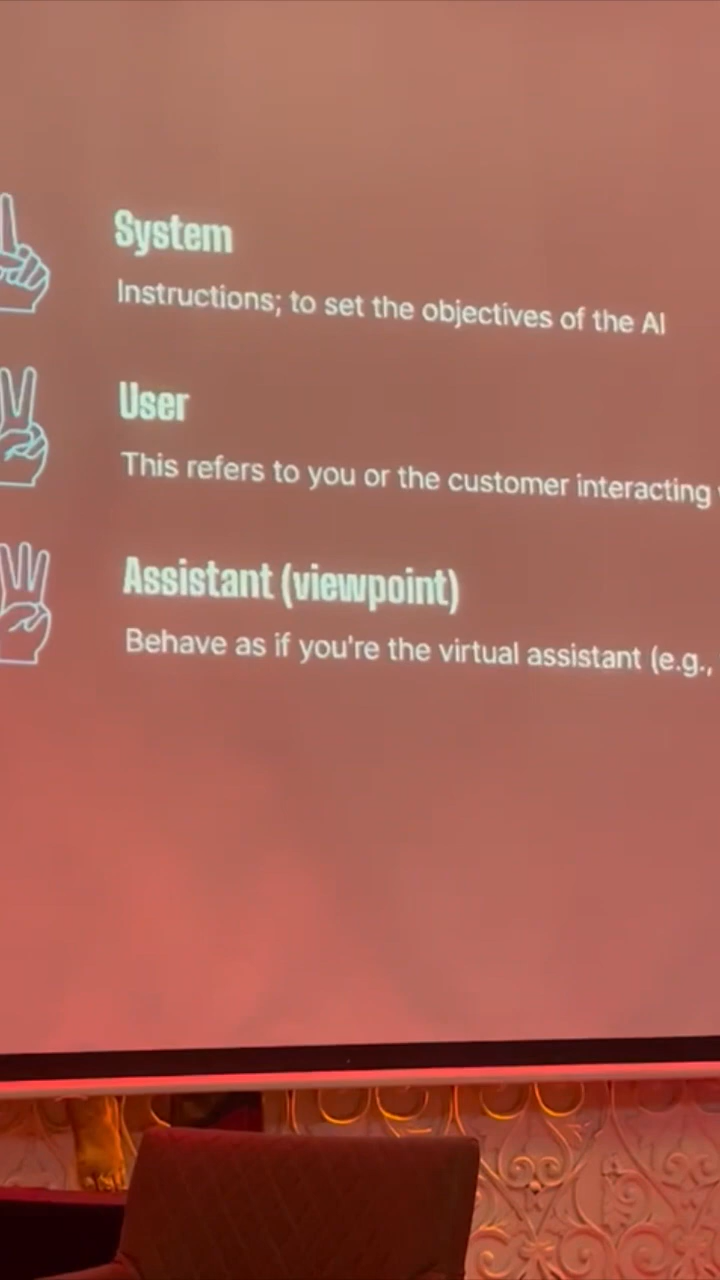 System
Instructions; to set the objectives of the AI
User
This refers to you or the customer interacting
Assistant (viewpoint)
Behave as if you're the virtual assistant (e.g.,